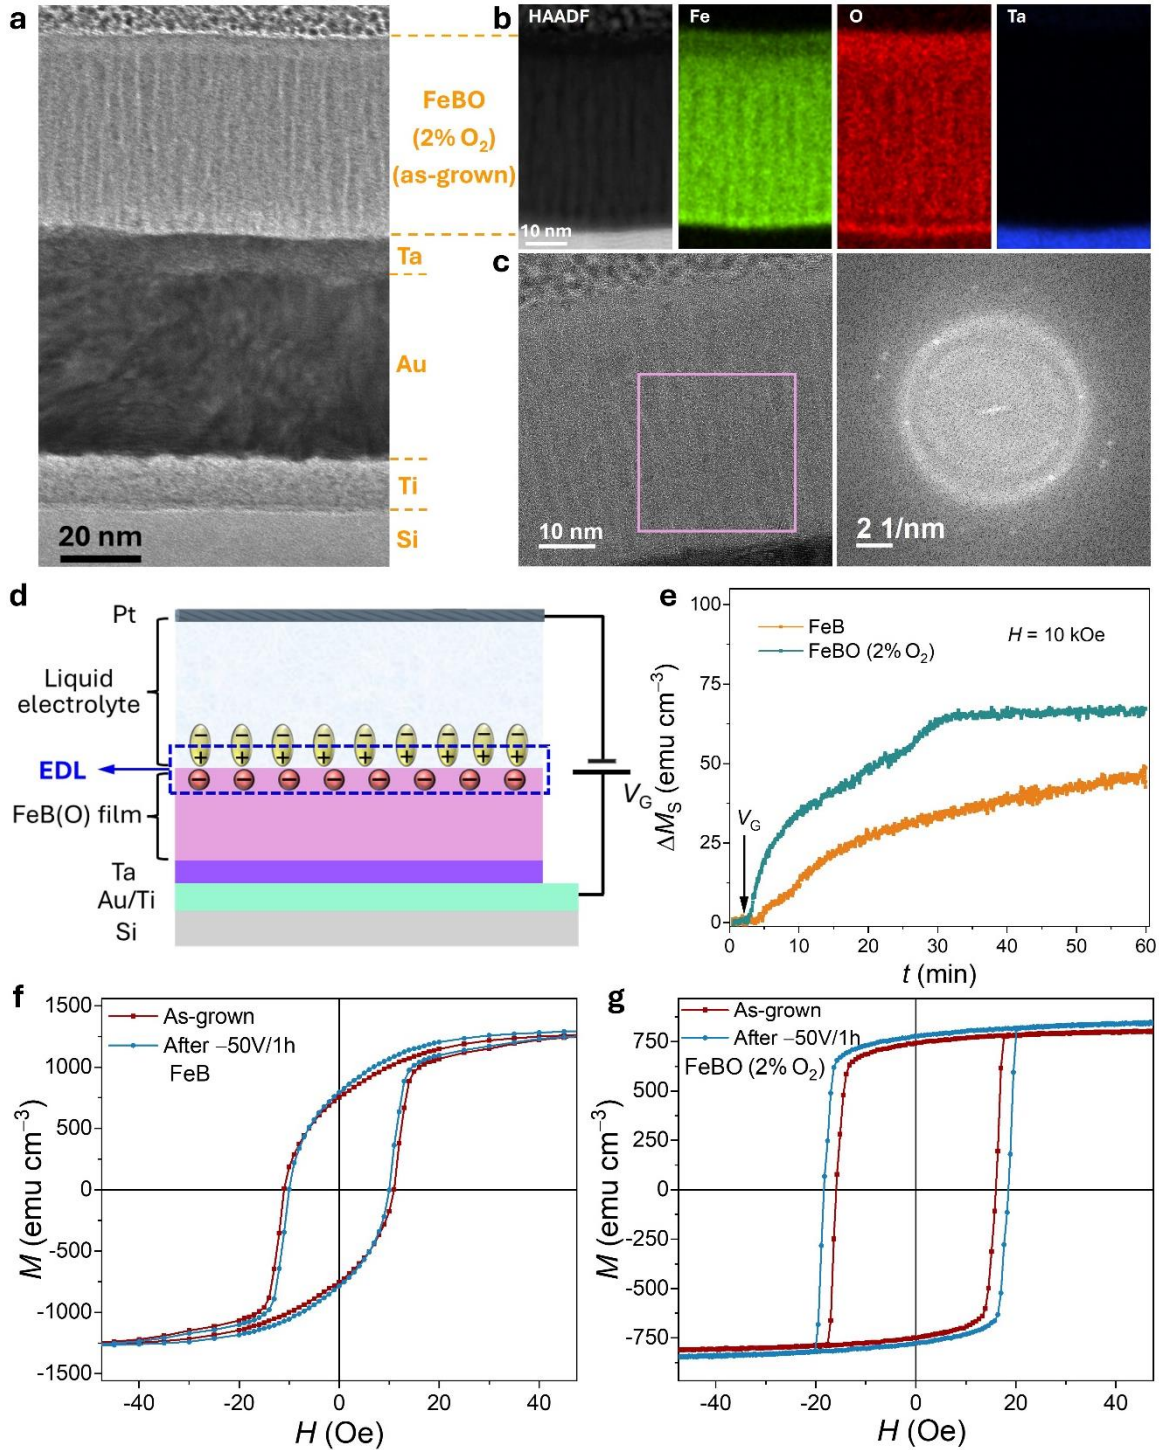 a
FeBO
(2% O₂)
(as-grown)
Ta
Au
Ti
Si
20 nm
b
HAADF
Fe
O
Ta
10 nm
c
10 nm
2 1/nm
d
Pt
Liquid
electrolyte
EDL
FeB(O) film
Ta
Au/Ti
Si
V_G
e
100
75
50
25
0
ΔM_S (emu cm⁻³)
FeB
FeBO (2% O₂)
H = 10 kOe
V_G
0 10 20 30 40 50 60
t (min)
f
1500
1000
500
0
-500
-1000
-1500
M (emu cm⁻³)
As-grown
After −50V/1h
FeB
-40 -20 0 20 40
H (Oe)
g
750
500
250
0
-250
-500
-750
M (emu cm⁻³)
As-grown
After −50V/1h
FeBO (2% O₂)
-40 -20 0 20 40
H (Oe)